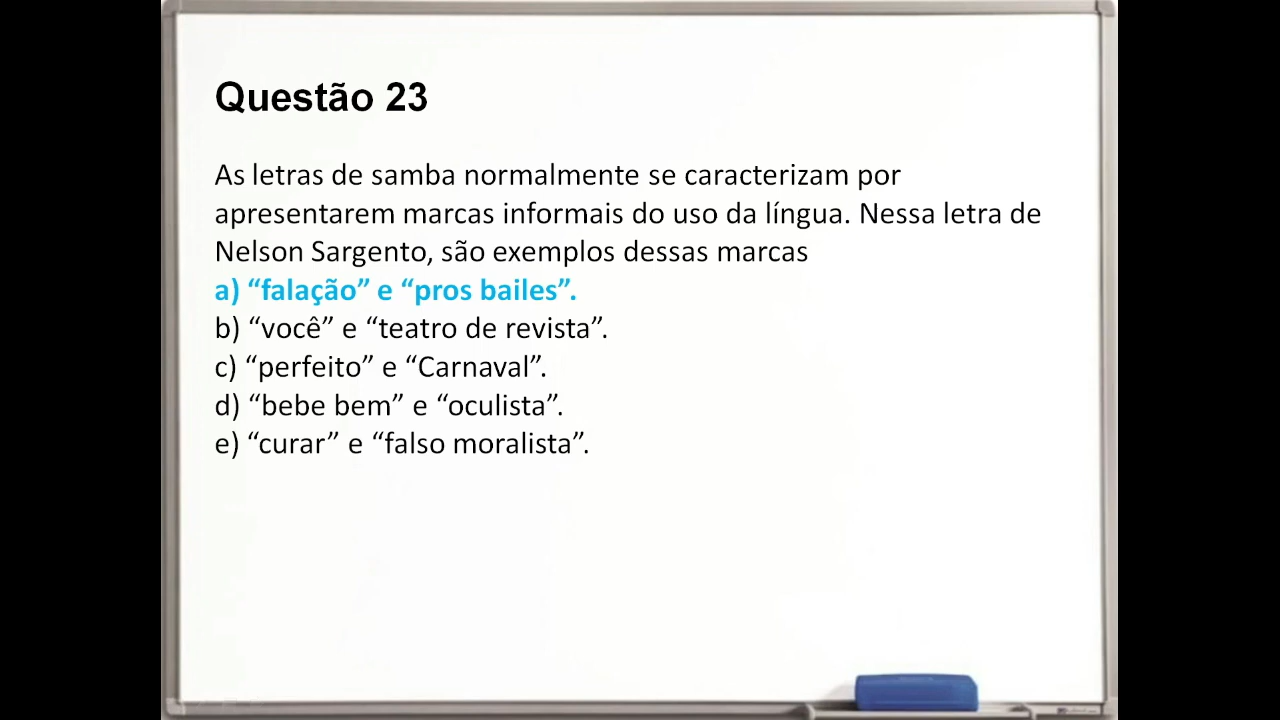 Questão 23
As letras de samba normalmente se caracterizam por
apresentarem marcas informais do uso da língua. Nessa letra de
Nelson Sargento, são exemplos dessas marcas
a) “falação” e “pros bailes”.
b) “você” e “teatro de revista”.
c) “perfeito” e “Carnaval”.
d) “bebe bem” e “oculista”.
e) “curar” e “falso moralista”.